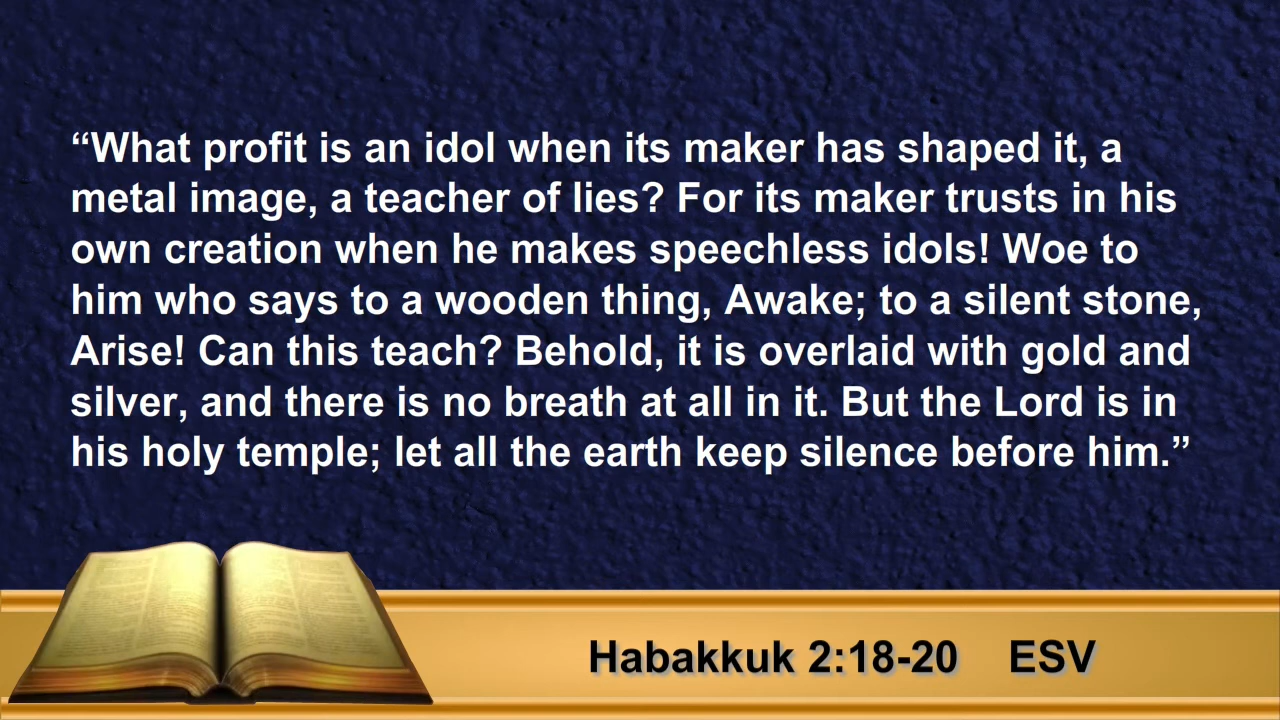 “What profit is an idol when its maker has shaped it, a
metal image, a teacher of lies? For its maker trusts in his
own creation when he makes speechless idols! Woe to
him who says to a wooden thing, Awake; to a silent stone,
Arise! Can this teach? Behold, it is overlaid with gold and
silver, and there is no breath at all in it. But the Lord is in
his holy temple; let all the earth keep silence before him.”
Habakkuk 2:18-20 ESV